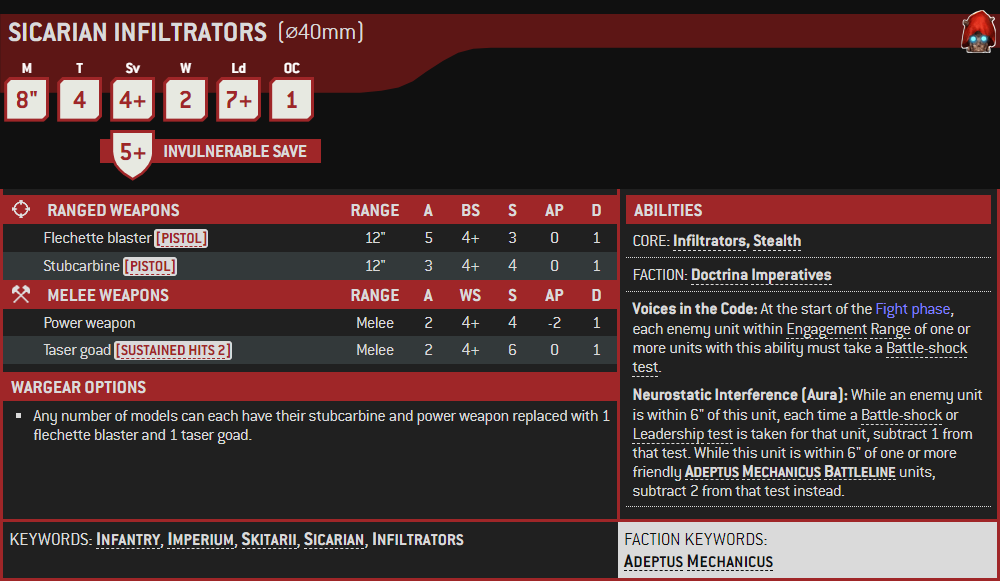 SICARIAN INFILTRATORS (⌀40mm)
M T Sv W Ld OC
8" 4 4+ 2 7+ 1
5+ INVULNERABLE SAVE
RANGED WEAPONS RANGE A BS S AP D
Flechette blaster [PISTOL] 12" 5 4+ 3 0 1
Stubcarbine [PISTOL] 12" 3 4+ 4 0 1
MELEE WEAPONS RANGE A WS S AP D
Power weapon Melee 2 4+ 4 -2 1
Taser goad [SUSTAINED HITS 2] Melee 2 4+ 6 0 1
WARGEAR OPTIONS
▪ Any number of models can each have their stubcarbine and power weapon replaced with 1
flechette blaster and 1 taser goad.
ABILITIES
CORE: Infiltrators, Stealth
FACTION: Doctrina Imperatives
Voices in the Code: At the start of the Fight phase,
each enemy unit within Engagement Range of one or
more units with this ability must take a Battle-shock
test.
Neurostatic Interference (Aura): While an enemy unit
is within 6" of this unit, each time a Battle-shock or
Leadership test is taken for that unit, subtract 1 from
that test. While this unit is within 6" of one or more
friendly ADEPTUS MECHANICUS BATTLELINE units,
subtract 2 from that test instead.
KEYWORDS: INFANTRY, IMPERIUM, SKITARII, SICARIAN, INFILTRATORS
FACTION KEYWORDS:
ADEPTUS MECHANICUS